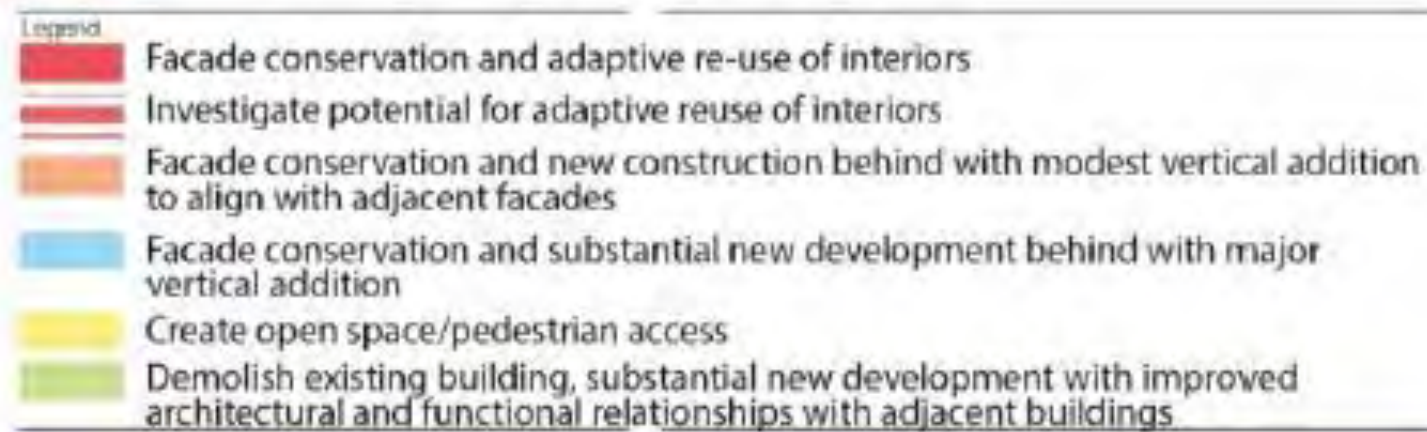 Legend
Facade conservation and adaptive re-use of interiors
Investigate potential for adaptive reuse of interiors
Facade conservation and new construction behind with modest vertical addition
to align with adjacent facades
Facade conservation and substantial new development behind with major
vertical addition
Create open space/pedestrian access
Demolish existing building, substantial new development with improved
architectural and functional relationships with adjacent buildings